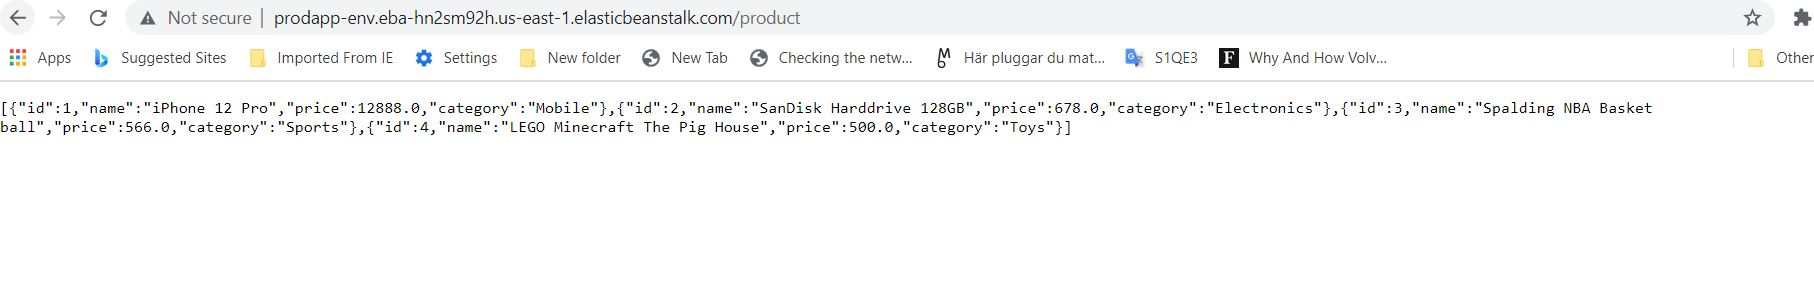 Not secure | prodapp-env.eba-hn2sm92h.us-east-1.elasticbeanstalk.com/product
Apps Suggested Sites Imported From IE Settings New folder New Tab Checking the netw... Här pluggar du mat... S1QE3 F Why And How Volv... Other
[{"id":1,"name":"iPhone 12 Pro","price":12888.0,"category":"Mobile"},{"id":2,"name":"SanDisk Harddrive 128GB","price":678.0,"category":"Electronics"},{"id":3,"name":"Spalding NBA Basket
ball","price":566.0,"category":"Sports"},{"id":4,"name":"LEGO Minecraft The Pig House","price":500.0,"category":"Toys"}]